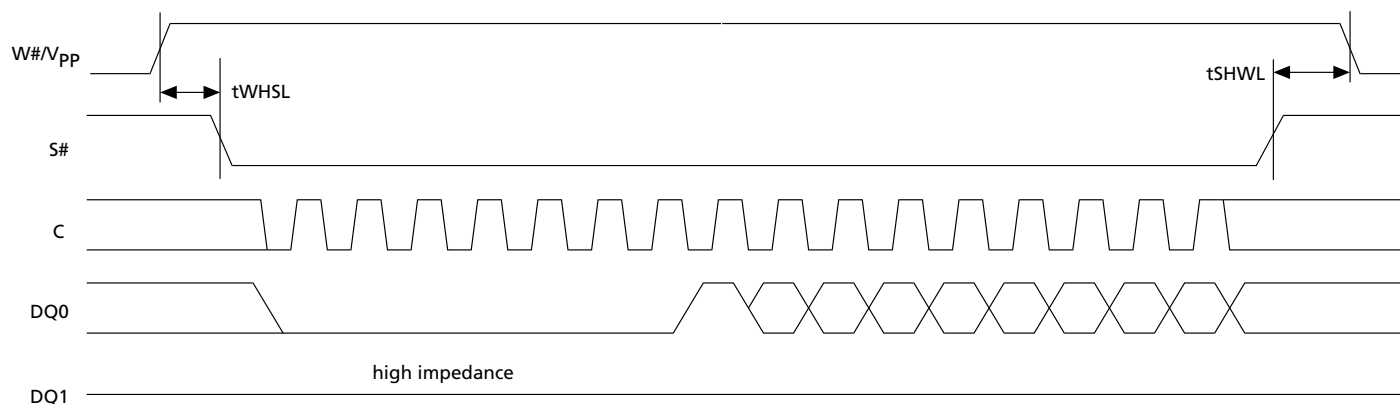 W#/VPP
tSHWL
tWHSL
S#
C
DQ0
high impedance
DQ1